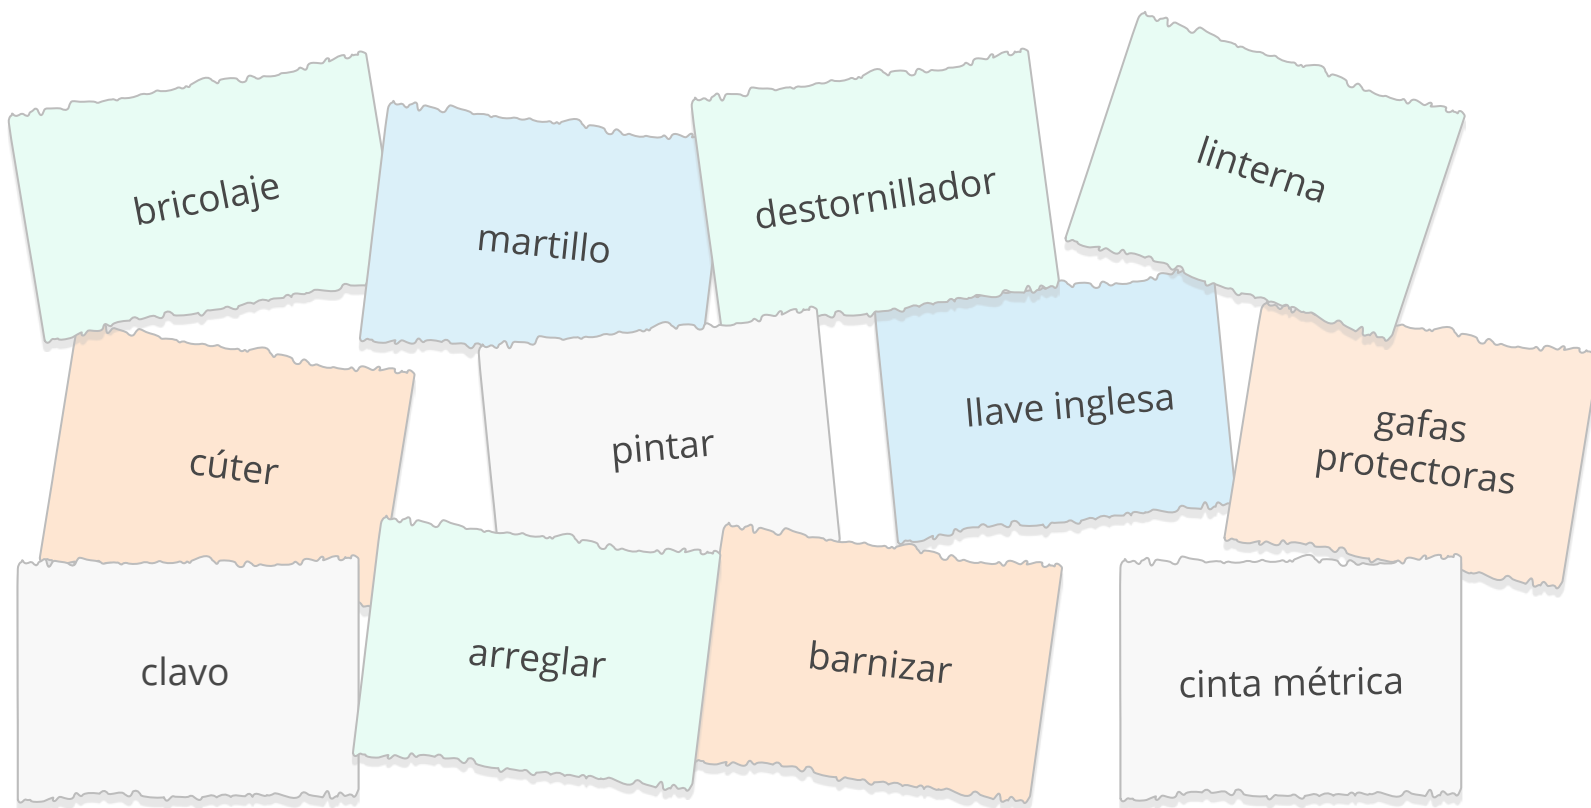 bricolaje
martillo
destornillador
linterna
cúter
pintar
llave inglesa
gafas
protectoras
clavo
arreglar
barnizar
cinta métrica